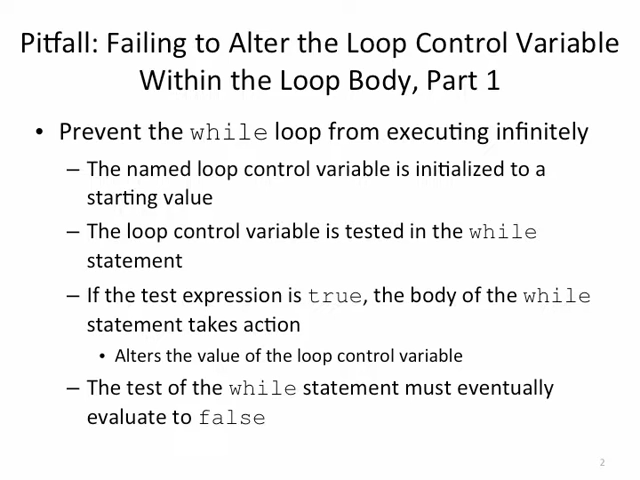 Pitfall: Failing to Alter the Loop Control Variable
Within the Loop Body, Part 1
• Prevent the while loop from executing infinitely
– The named loop control variable is initialized to a
starting value
– The loop control variable is tested in the while
statement
– If the test expression is true, the body of the while
statement takes action
• Alters the value of the loop control variable
– The test of the while statement must eventually
evaluate to false
2